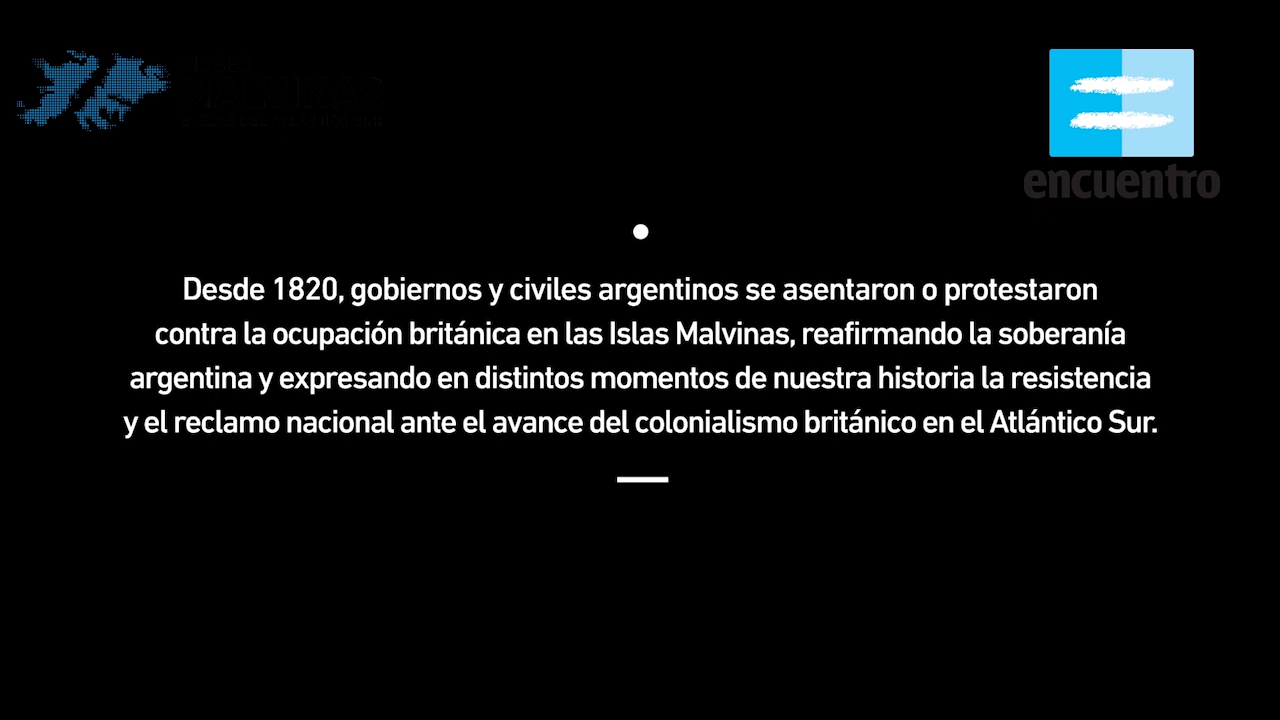 MALVINAS
encuentro
Desde 1820, gobiernos y civiles argentinos se asentaron o protestaron
contra la ocupación británica en las Islas Malvinas, reafirmando la soberanía
argentina y expresando en distintos momentos de nuestra historia la resistencia
y el reclamo nacional ante el avance del colonialismo británico en el Atlántico Sur.